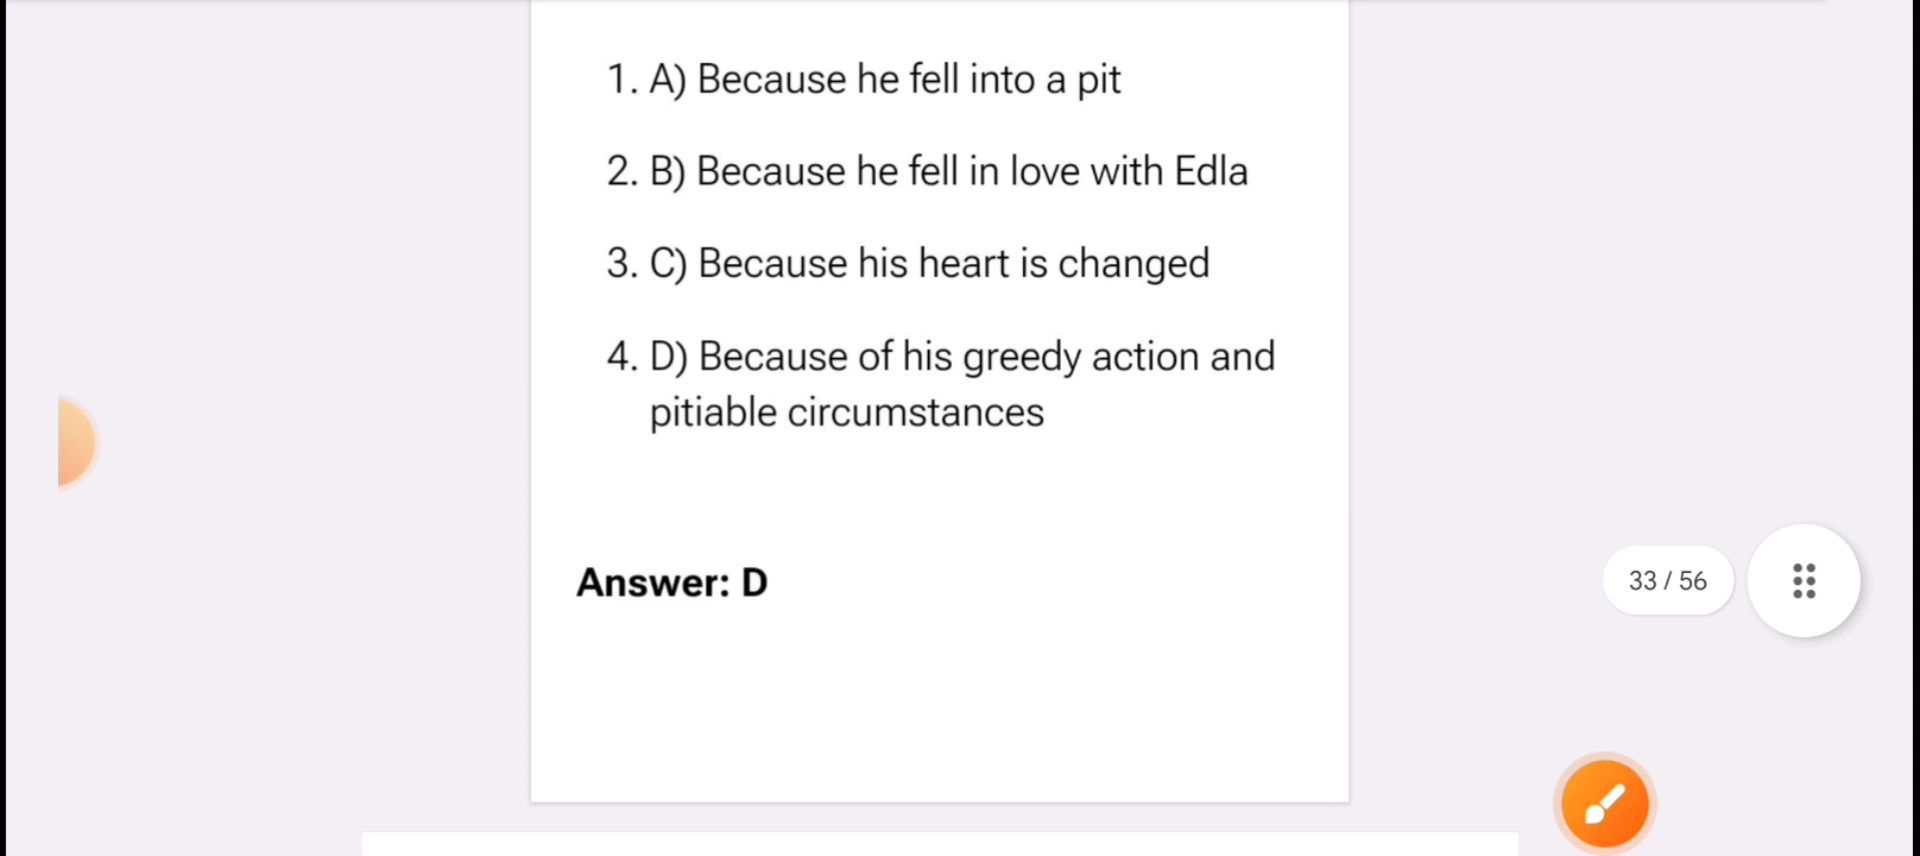 1. A) Because he fell into a pit
2. B) Because he fell in love with Edla
3. C) Because his heart is changed
4. D) Because of his greedy action and
pitiable circumstances
Answer: D
33 / 56